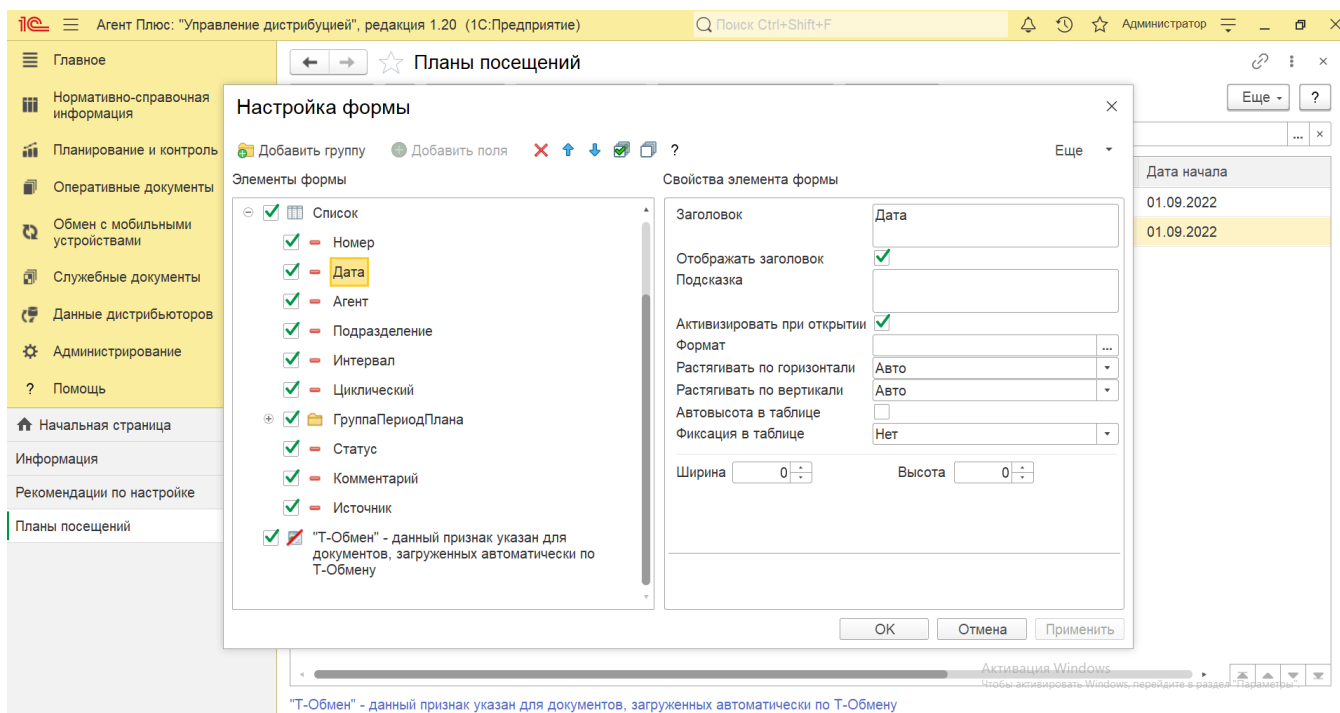 Агент Плюс: "Управление дистрибуцией", редакция 1.20 (1С:Предприятие)
Поиск Ctrl+Shift+F
Администратор
Главное
Нормативно-справочная
информация
Планирование и контроль
Оперативные документы
Обмен с мобильными
устройствами
Служебные документы
Данные дистрибьюторов
Администрирование
? Помощь
Начальная страница
Информация
Рекомендации по настройке
Планы посещений
Планы посещений
Еще
?
Дата начала
01.09.2022
01.09.2022
Настройка формы
Добавить группу
Добавить поля
?
Еще
Элементы формы
Список
Номер
Дата
Агент
Подразделение
Интервал
Циклический
ГруппаПериодПлана
Статус
Комментарий
Источник
"Т-Обмен" - данный признак указан для
документов, загруженных автоматически по
Т-Обмену
Свойства элемента формы
Заголовок Дата
Отображать заголовок
Подсказка
Активизировать при открытии
Формат ...
Растягивать по горизонтали Авто
Растягивать по вертикали Авто
Автовысота в таблице
Фиксация в таблице Нет
Ширина 0 Высота 0
OK Отмена Применить
Активация Windows
Чтобы активировать Windows, перейдите в раздел "Параметры".
"Т-Обмен" - данный признак указан для документов, загруженных автоматически по Т-Обмену